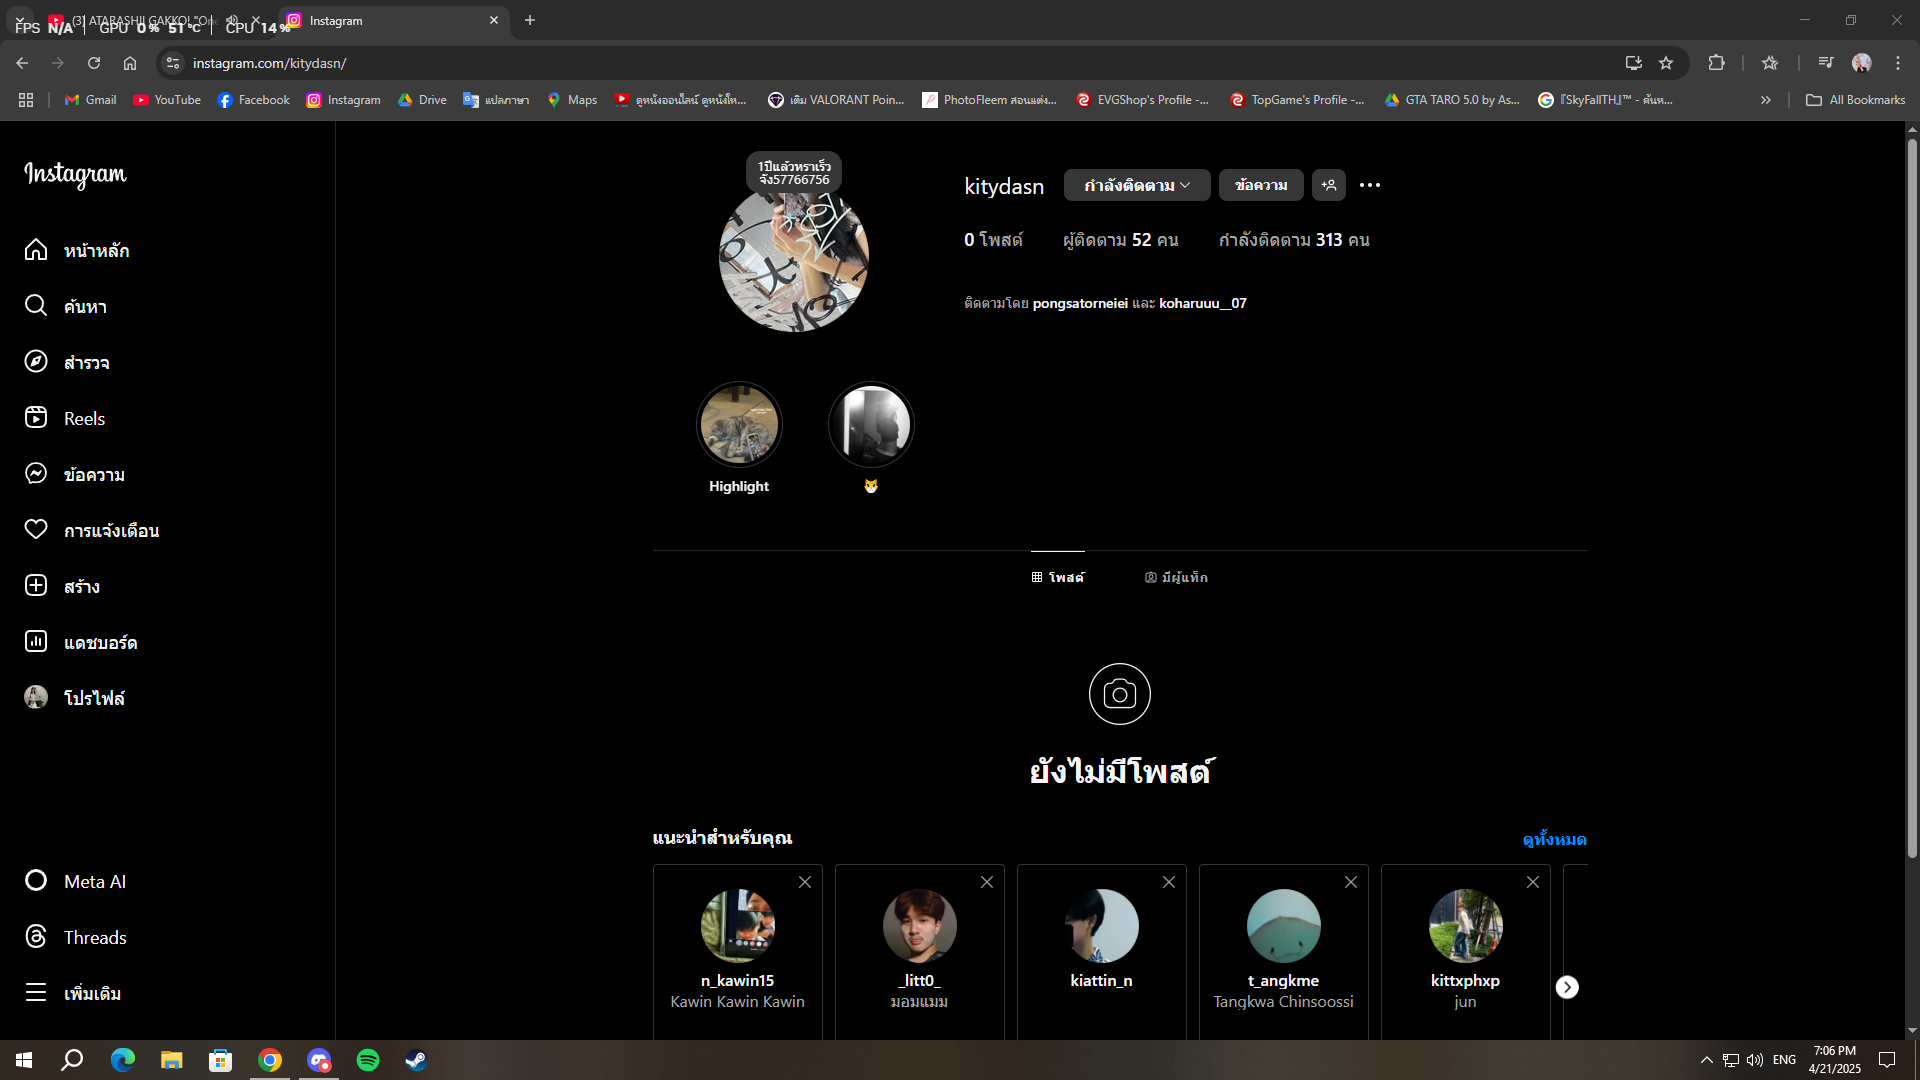 (3) ATARASHII GAKKO! "One
Instagram
FPS N/A GPU 0% 51°C CPU 14%
instagram.com/kitydasn/
Gmail
YouTube
Facebook
Instagram
Drive
แปลภาษา
Maps
ดูหนังออนไลน์ ดูหนังให...
เติม VALORANT Poin...
PhotoFleem สอนแต่ง...
EVGShop's Profile -...
TopGame's Profile -...
GTA TARO 5.0 by As...
『SkyFallTH』™ - ค้นห...
All Bookmarks
Instagram
หน้าหลัก
ค้นหา
สำรวจ
Reels
ข้อความ
การแจ้งเตือน
สร้าง
แดชบอร์ด
โปรไฟล์
Meta AI
Threads
เพิ่มเติม
1ปีแล้วหราเร็ว
จัง57766756
kitydasn
กำลังติดตาม
ข้อความ
0 โพสต์
ผู้ติดตาม 52 คน
กำลังติดตาม 313 คน
ติดตามโดย pongsatorneiei และ koharuuu__07
Highlight
🐱
โพสต์
มีผู้แท็ก
ยังไม่มีโพสต์
แนะนำสำหรับคุณ
ดูทั้งหมด
n_kawin15
Kawin Kawin Kawin
_litt0_
มอมแมม
kiattin_n
t_angkme
Tangkwa Chinsoossi
kittxphxp
jun
ENG
7:06 PM
4/21/2025